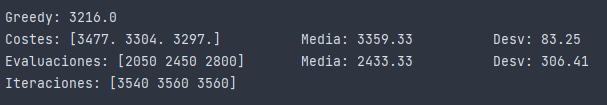 Greedy: 3216.0
Costes: [3477. 3304. 3297.] Media: 3359.33 Desv: 83.25
Evaluaciones: [2050 2450 2800] Media: 2433.33 Desv: 306.41
Iteraciones: [3540 3560 3560]